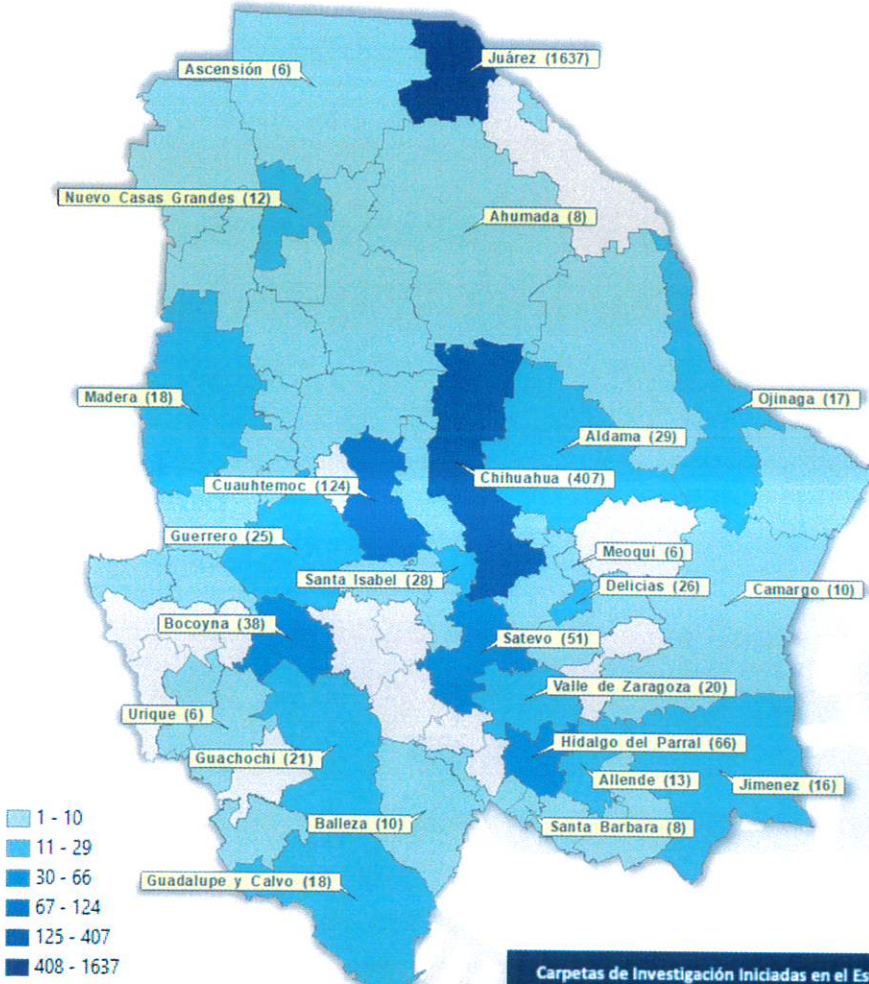 Juárez (1637)
Ascensión (6)
Nuevo Casas Grandes (12)
Ahumada (8)
Madera (18)
Ojinaga (17)
Aldama (29)
Cuauhtemoc (124)
Chihuahua (407)
Guerrero (25)
Meoqui (6)
Santa Isabel (28)
Delicias (26)
Camargo (10)
Bocoyna (38)
Satevo (51)
Valle de Zaragoza (20)
Urique (6)
Hidalgo del Parral (66)
Guachochi (21)
Allende (13)
Jimenez (16)
Balleza (10)
Santa Barbara (8)
Guadalupe y Calvo (18)
1 - 10
11 - 29
30 - 66
67 - 124
125 - 407
408 - 1637
Carpetas de Investigación Iniciadas en el Es